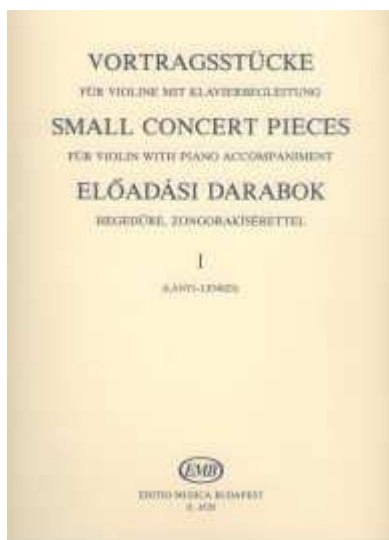 VORTRAGSSTÜCKE
FÜR VIOLINE MIT KLAVIERBEGLEITUNG
SMALL CONCERT PIECES
FÜR VIOLIN WITH PIANO ACCOMPANIMENT
ELŐADÁSI DARABOK
HEGEDŰRE, ZONGORAKÍSÉRETTEL
I
EMB
EDITIO MUSICA BUDAPEST